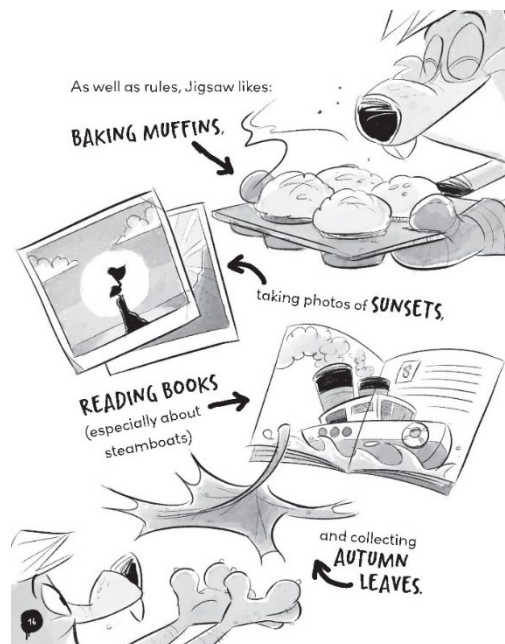 As well as rules, Jigsaw likes:
BAKING MUFFINS,
taking photos of SUNSETS,
READING BOOKS
(especially about
steamboats)
S
and collecting
AUTUMN
LEAVES.
16